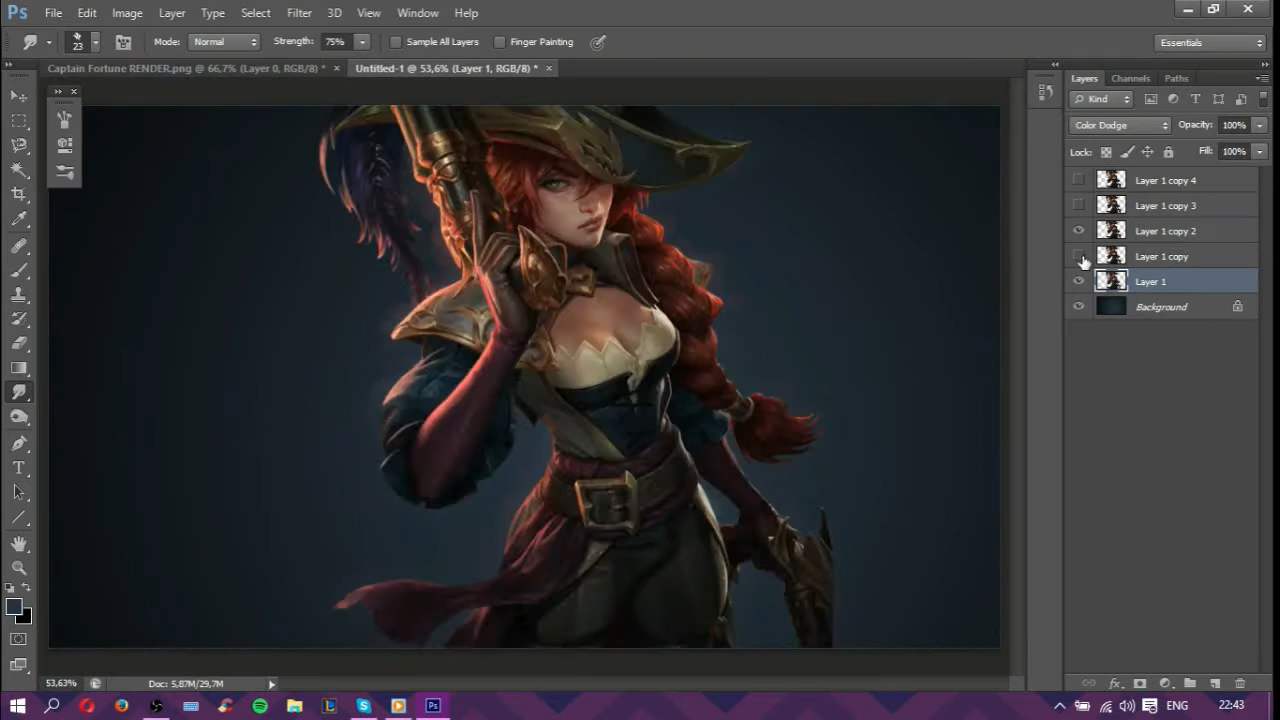 Ps File Edit Image Layer Type Select Filter 3D View Window Help
23 Mode: Normal Strength: 75% Sample All Layers Finger Painting Essentials
Captain Fortune RENDER.png @ 66,7% (Layer 0, RGB/8) * × Untitled-1 @ 53,6% (Layer 1, RGB/8) * ×
Layers Channels Paths
Kind
Color Dodge Opacity: 100%
Lock: Fill: 100%
Layer 1 copy 4
Layer 1 copy 3
Layer 1 copy 2
Layer 1 copy
Layer 1
Background
53,63% Doc: 5,87M/29,7M
ENG 22:43